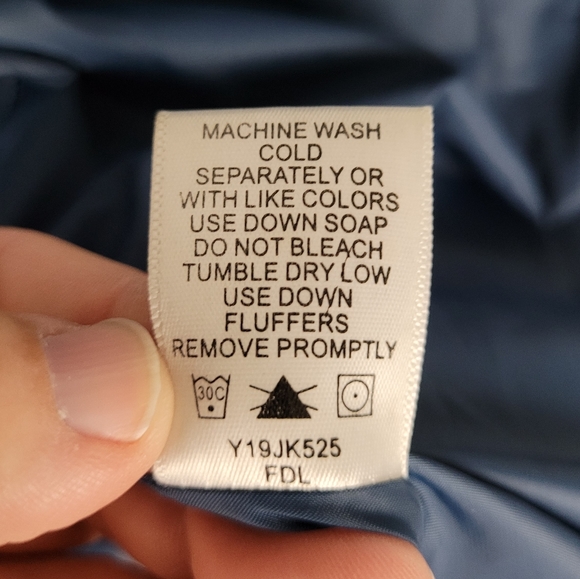 MACHINE WASH
COLD
SEPARATELY OR
WITH LIKE COLORS
USE DOWN SOAP
DO NOT BLEACH
TUMBLE DRY LOW
USE DOWN
FLUFFERS
REMOVE PROMPTLY
30C
Y19JK525
FDL